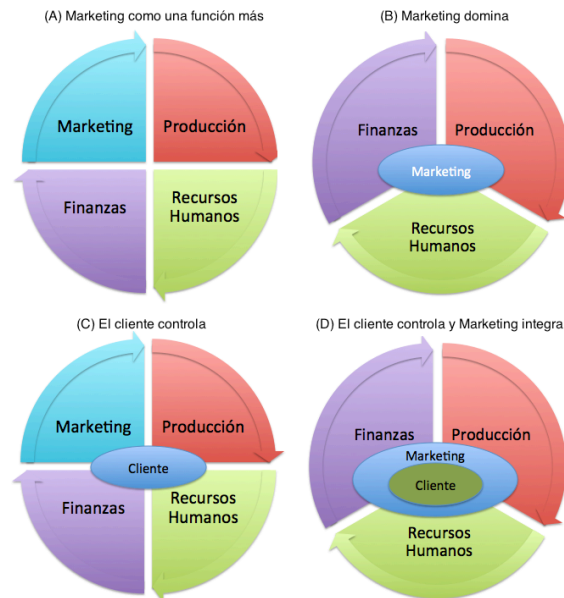 (A) Marketing como una función más
Marketing
Producción
Finanzas
Recursos
Humanos
(B) Marketing domina
Finanzas
Producción
Marketing
Recursos
Humanos
(C) El cliente controla
Marketing
Producción
Cliente
Finanzas
Recursos
Humanos
(D) El cliente controla y Marketing integra
Finanzas
Producción
Marketing
Cliente
Recursos
Humanos